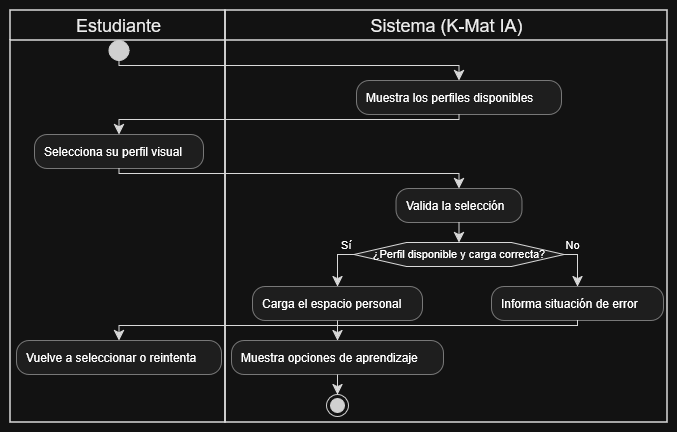 Estudiante
Sistema (K-Mat IA)
Muestra los perfiles disponibles
Selecciona su perfil visual
Valida la selección
Sí
¿Perfil disponible y carga correcta?
No
Carga el espacio personal
Informa situación de error
Vuelve a seleccionar o reintenta
Muestra opciones de aprendizaje